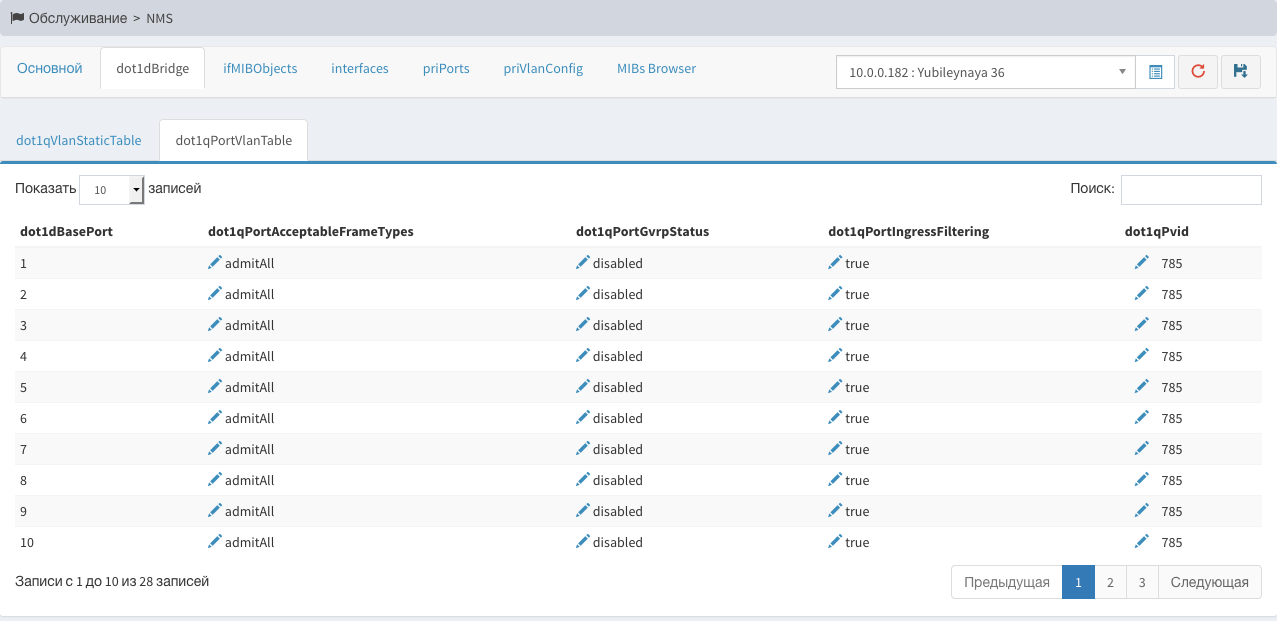 Обслуживание > NMS
Основной dot1dBridge ifMIBObjects interfaces priPorts priVlanConfig MIBs Browser 10.0.0.182 : Yubileynaya 36
dot1qVlanStaticTable dot1qPortVlanTable
Показать 10 записей Поиск:
dot1dBasePort dot1qPortAcceptableFrameTypes dot1qPortGvrpStatus dot1qPortIngressFiltering dot1qPvid
1 admitAll disabled true 785
2 admitAll disabled true 785
3 admitAll disabled true 785
4 admitAll disabled true 785
5 admitAll disabled true 785
6 admitAll disabled true 785
7 admitAll disabled true 785
8 admitAll disabled true 785
9 admitAll disabled true 785
10 admitAll disabled true 785
Записи с 1 до 10 из 28 записей Предыдущая 1 2 3 Следующая